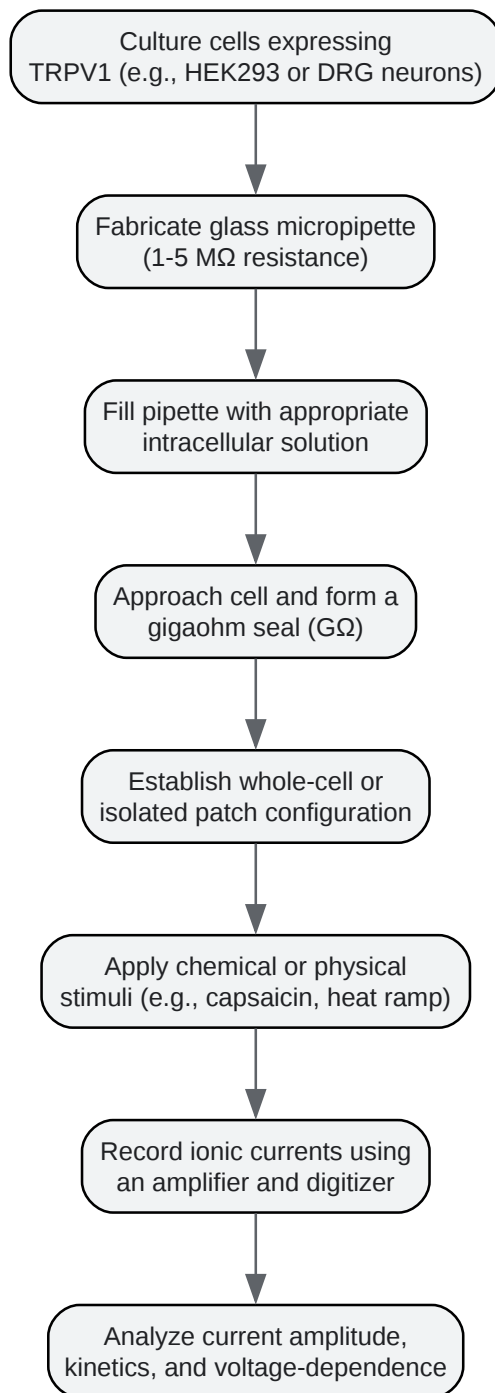 Culture cells expressing
TRPV1 (e.g., HEK293 or DRG neurons)
Fabricate glass micropipette
(1-5 MΩ resistance)
Fill pipette with appropriate
intracellular solution
Approach cell and form a
gigaohm seal (GΩ)
Establish whole-cell or
isolated patch configuration
Apply chemical or physical
stimuli (e.g., capsaicin, heat ramp)
Record ionic currents using
an amplifier and digitizer
Analyze current amplitude,
kinetics, and voltage-dependence